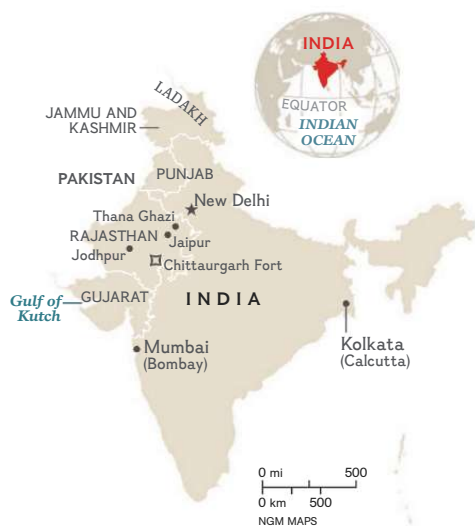 INDIA
EQUATOR
INDIAN
OCEAN
LADAKH
JAMMU AND
KASHMIR
PAKISTAN
PUNJAB
New Delhi
Thana Ghazi
RAJASTHAN
Jaipur
Jodhpur
Chittaurgarh Fort
Gulf of
Kutch
GUJARAT
INDIA
Mumbai
(Bombay)
Kolkata
(Calcutta)
0 mi 500
0 km 500
NGM MAPS